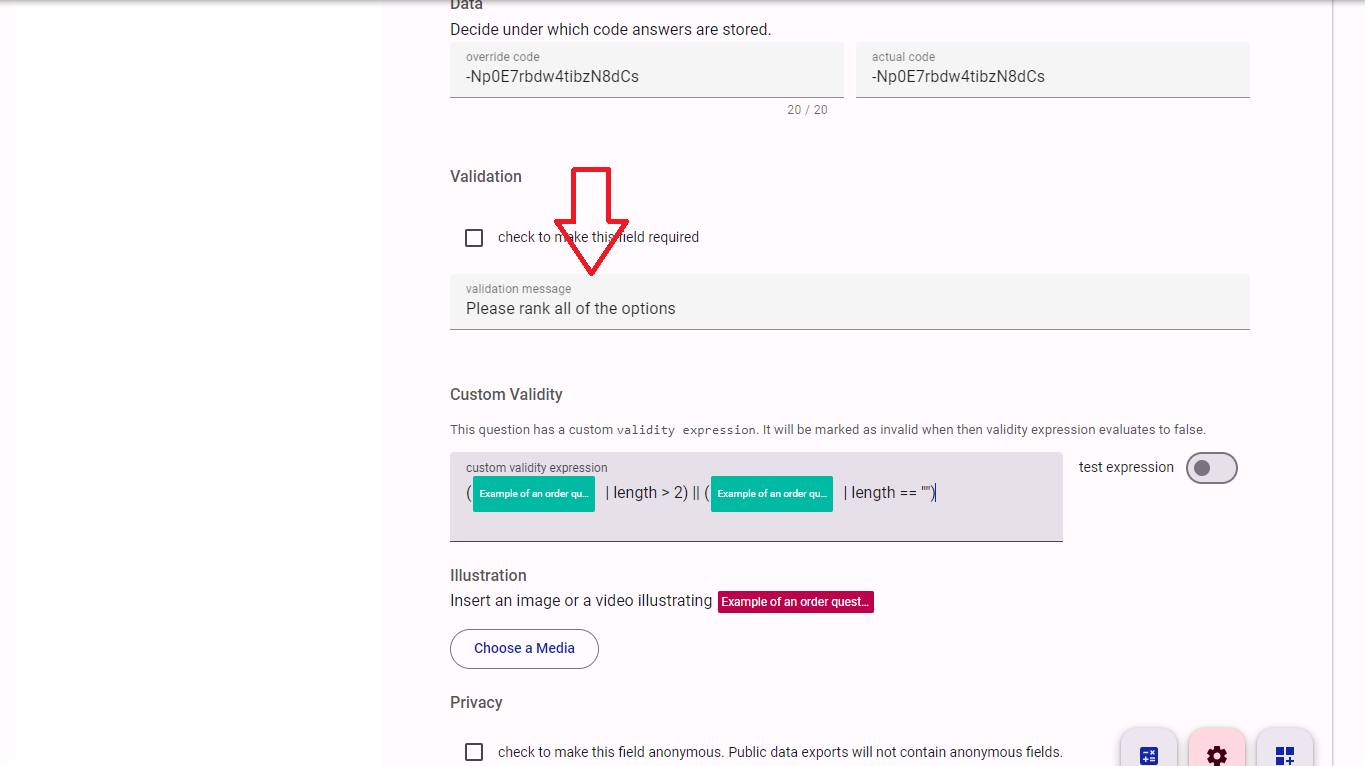 Data
Decide under which code answers are stored.
override code
-Np0E7rbdw4tibzN8dCs
actual code
-Np0E7rbdw4tibzN8dCs
20 / 20
Validation
check to make this field required
validation message
Please rank all of the options
Custom Validity
This question has a custom validity expression. It will be marked as invalid when then validity expression evaluates to false.
custom validity expression
( Example of an order qu... | length > 2) || ( Example of an order qu... | length == "")
test expression
Illustration
Insert an image or a video illustrating Example of an order quest...
Choose a Media
Privacy
check to make this field anonymous. Public data exports will not contain anonymous fields.